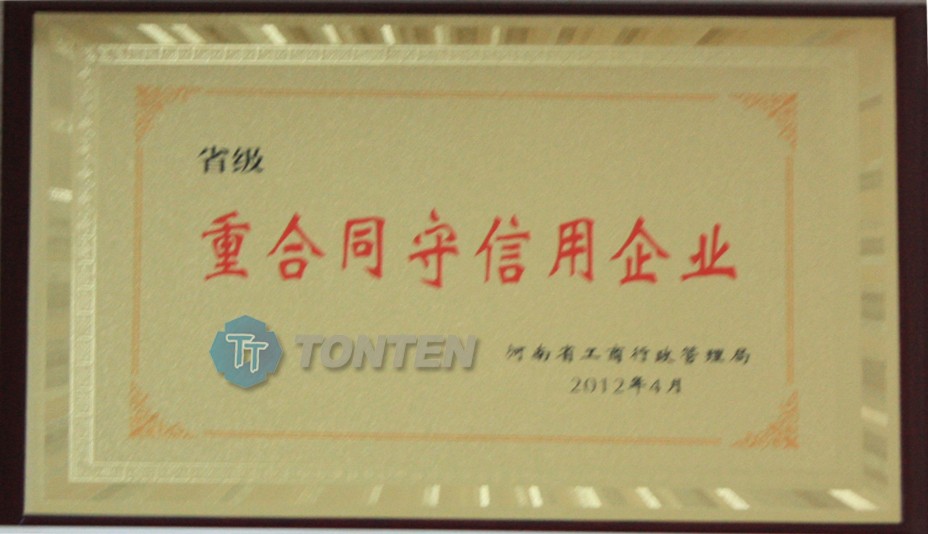 省级
重合同守信用企业
TT TONTEN
河南省工商行政管理局
2012年4月